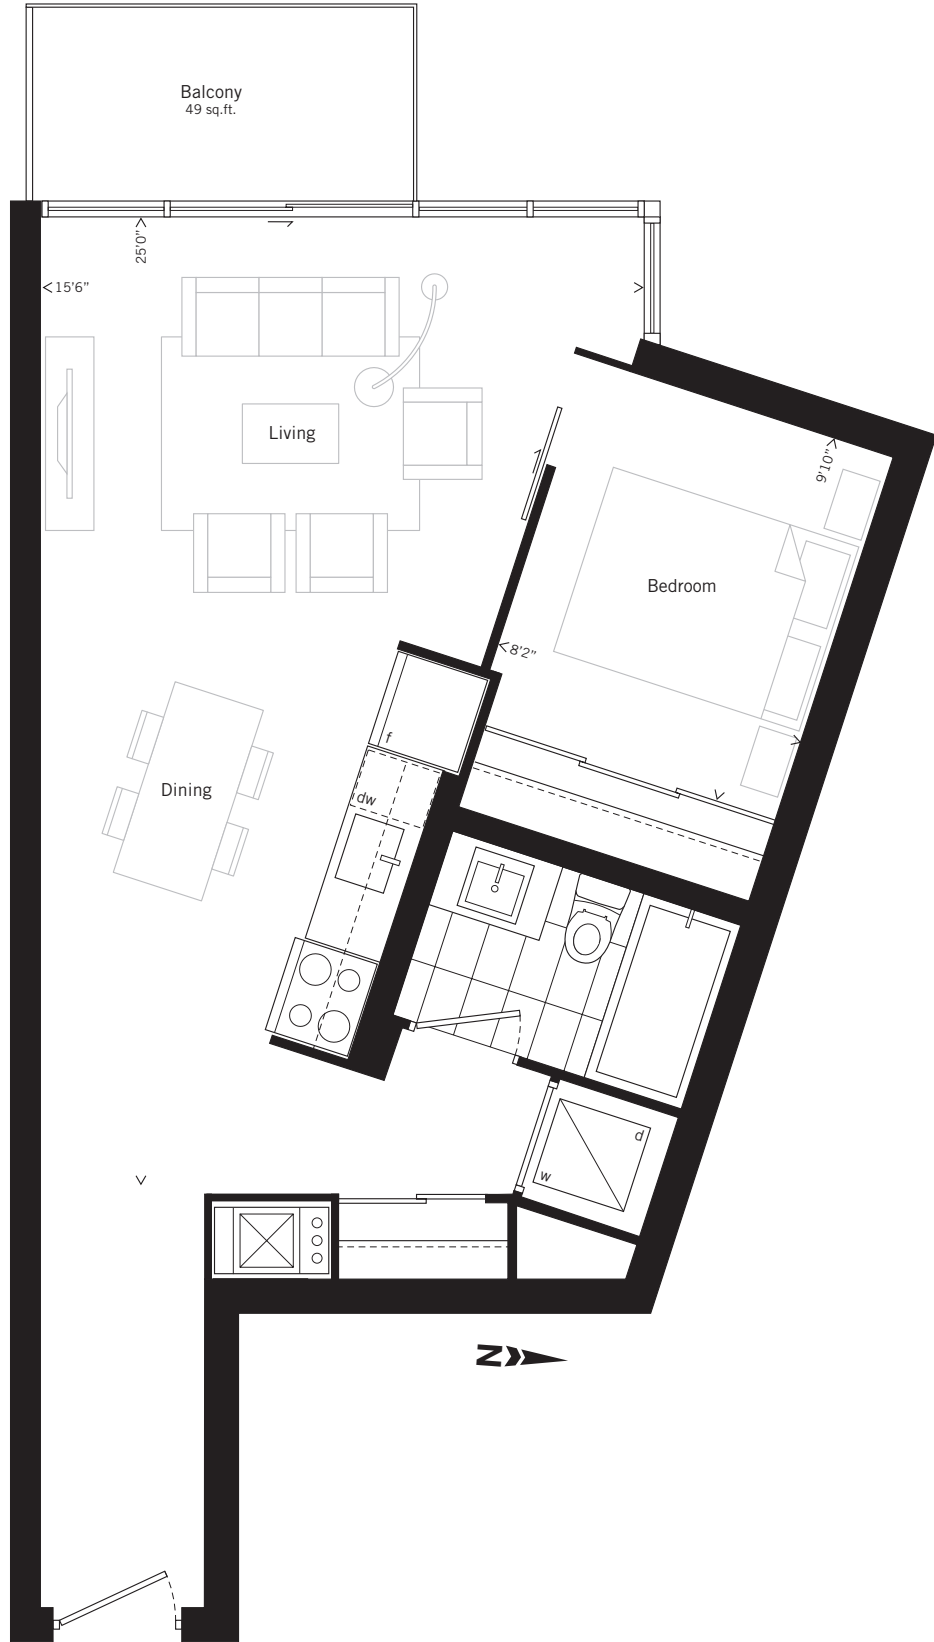 Balcony
49 sq.ft.
25'0"
15'6"
Living
9'10"
Bedroom
8'2"
f
dw
Dining
d
w
N